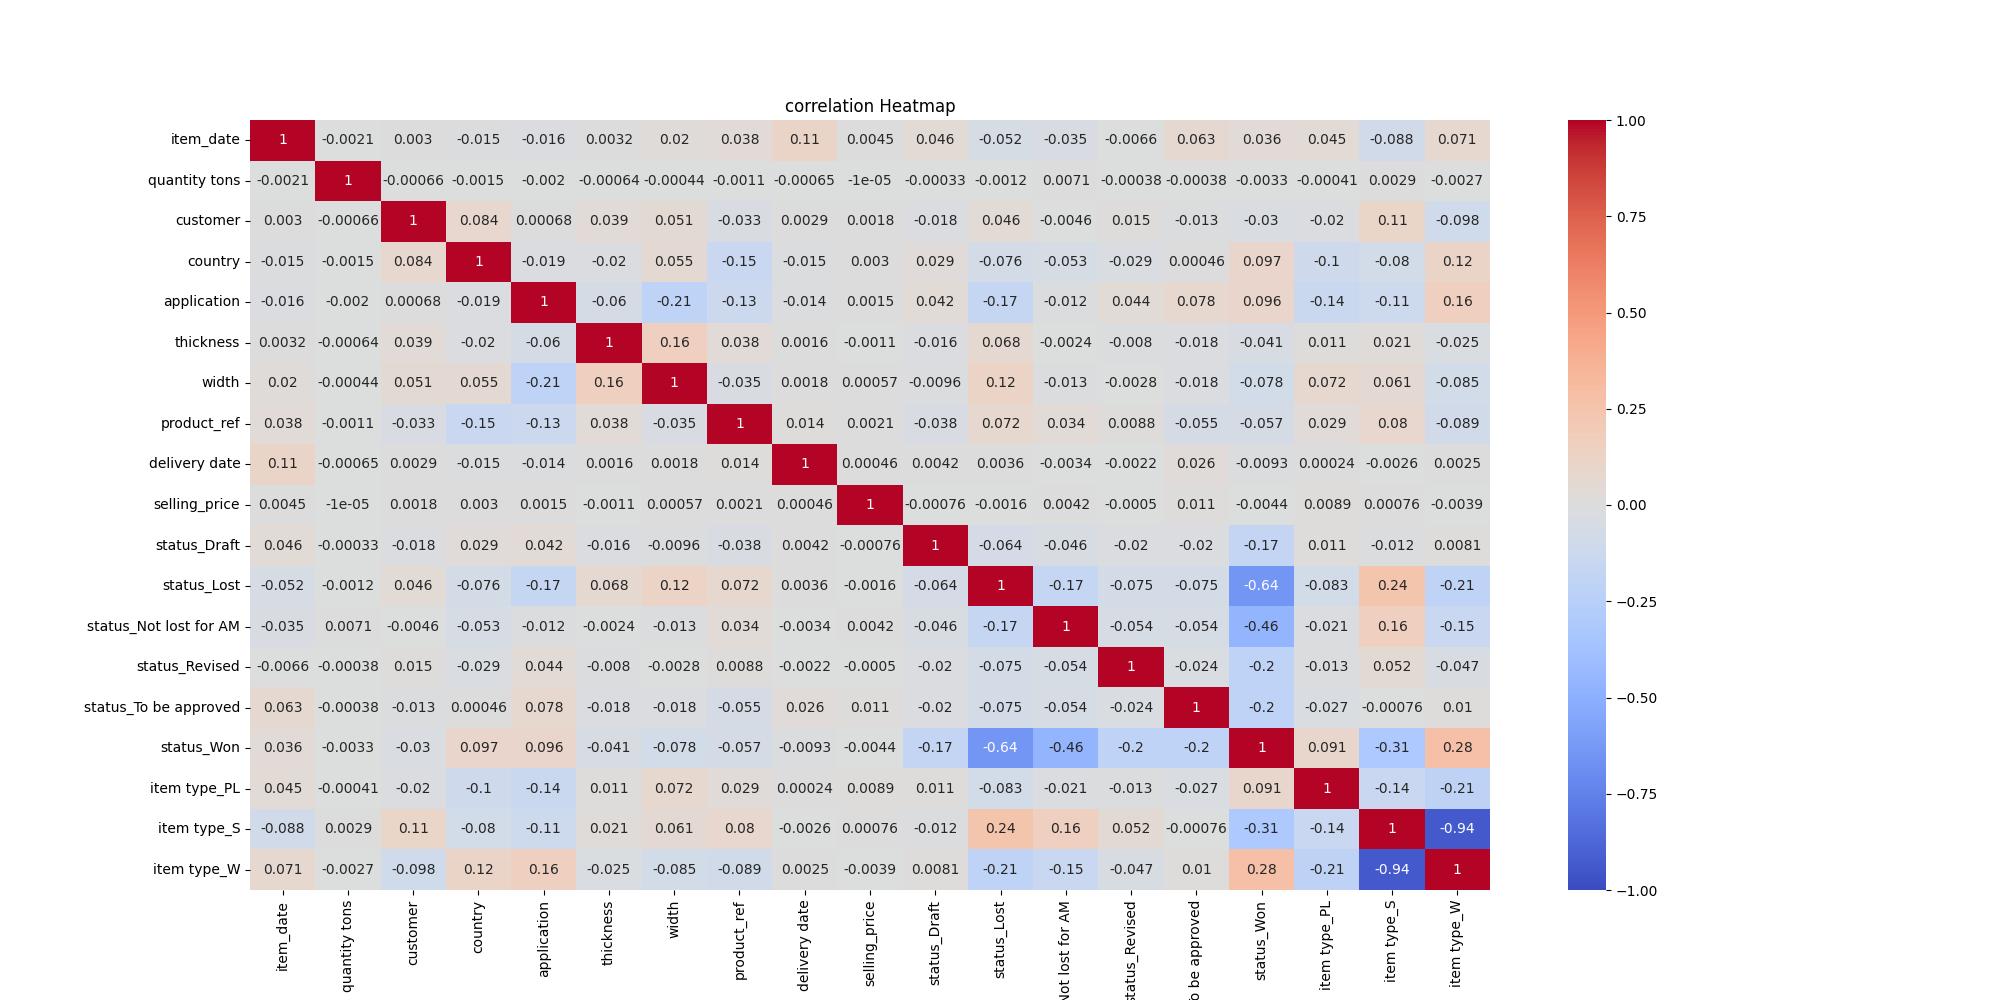 correlation Heatmap
item_date 1 -0.0021 0.003 -0.015 -0.016 0.0032 0.02 0.038 0.11 0.0045 0.046 -0.052 -0.035 -0.0066 0.063 0.036 0.045 -0.088 0.071
quantity tons -0.0021 1 -0.00066 -0.0015 -0.002 -0.00064 -0.00044 -0.0011 -0.00065 -1e-05 -0.00033 -0.0012 0.0071 -0.00038 -0.00038 -0.0033 -0.00041 0.0029 -0.0027
customer 0.003 -0.00066 1 0.084 0.00068 0.039 0.051 -0.033 0.0029 0.0018 -0.018 0.046 -0.0046 0.015 -0.013 -0.03 -0.02 0.11 -0.098
country -0.015 -0.0015 0.084 1 -0.019 -0.02 0.055 -0.15 -0.015 0.003 0.029 -0.076 -0.053 -0.029 0.00046 0.097 -0.1 -0.08 0.12
application -0.016 -0.002 0.00068 -0.019 1 -0.06 -0.21 -0.13 -0.014 0.0015 0.042 -0.17 -0.012 0.044 0.078 0.096 -0.14 -0.11 0.16
thickness 0.0032 -0.00064 0.039 -0.02 -0.06 1 0.16 0.038 0.0016 -0.0011 -0.016 0.068 -0.0024 -0.008 -0.018 -0.041 0.011 0.021 -0.025
width 0.02 -0.00044 0.051 0.055 -0.21 0.16 1 -0.035 0.0018 0.00057 -0.0096 0.12 -0.013 -0.0028 -0.018 -0.078 0.072 0.061 -0.085
product_ref 0.038 -0.0011 -0.033 -0.15 -0.13 0.038 -0.035 1 0.014 0.0021 -0.038 0.072 0.034 0.0088 -0.055 -0.057 0.029 0.08 -0.089
delivery date 0.11 -0.00065 0.0029 -0.015 -0.014 0.0016 0.0018 0.014 1 0.00046 0.0042 0.0036 -0.0034 -0.0022 0.026 -0.0093 0.00024 -0.0026 0.0025
selling_price 0.0045 -1e-05 0.0018 0.003 0.0015 -0.0011 0.00057 0.0021 0.00046 1 -0.00076 -0.0016 0.0042 -0.0005 0.011 -0.0044 0.0089 0.00076 -0.0039
status_Draft 0.046 -0.00033 -0.018 0.029 0.042 -0.016 -0.0096 -0.038 0.0042 -0.00076 1 -0.064 -0.046 -0.02 -0.02 -0.17 0.011 -0.012 0.0081
status_Lost -0.052 -0.0012 0.046 -0.076 -0.17 0.068 0.12 0.072 0.0036 -0.0016 -0.064 1 -0.17 -0.075 -0.075 -0.64 -0.083 0.24 -0.21
status_Not lost for AM -0.035 0.0071 -0.0046 -0.053 -0.012 -0.0024 -0.013 0.034 -0.0034 0.0042 -0.046 -0.17 1 -0.054 -0.054 -0.46 -0.021 0.16 -0.15
status_Revised -0.0066 -0.00038 0.015 -0.029 0.044 -0.008 -0.0028 0.0088 -0.0022 -0.0005 -0.02 -0.075 -0.054 1 -0.024 -0.2 -0.013 0.052 -0.047
status_To be approved 0.063 -0.00038 -0.013 0.00046 0.078 -0.018 -0.018 -0.055 0.026 0.011 -0.02 -0.075 -0.054 -0.024 1 -0.2 -0.027 -0.00076 0.01
status_Won 0.036 -0.0033 -0.03 0.097 0.096 -0.041 -0.078 -0.057 -0.0093 -0.0044 -0.17 -0.64 -0.46 -0.2 -0.2 1 0.091 -0.31 0.28
item type_PL 0.045 -0.00041 -0.02 -0.1 -0.14 0.011 0.072 0.029 0.00024 0.0089 0.011 -0.083 -0.021 -0.013 -0.027 0.091 1 -0.14 -0.21
item type_S -0.088 0.0029 0.11 -0.08 -0.11 0.021 0.061 0.08 -0.0026 0.00076 -0.012 0.24 0.16 0.052 -0.00076 -0.31 -0.14 1 -0.94
item type_W 0.071 -0.0027 -0.098 0.12 0.16 -0.025 -0.085 -0.089 0.0025 -0.0039 0.0081 -0.21 -0.15 -0.047 0.01 0.28 -0.21 -0.94 1
item_date
quantity tons
customer
country
application
thickness
width
product_ref
delivery date
selling_price
status_Draft
status_Lost
Not lost for AM
status_Revised
be approved
status_Won
item type_PL
item type_S
item type_W
1.00
0.75
0.50
0.25
0.00
−0.25
−0.50
−0.75
−1.00